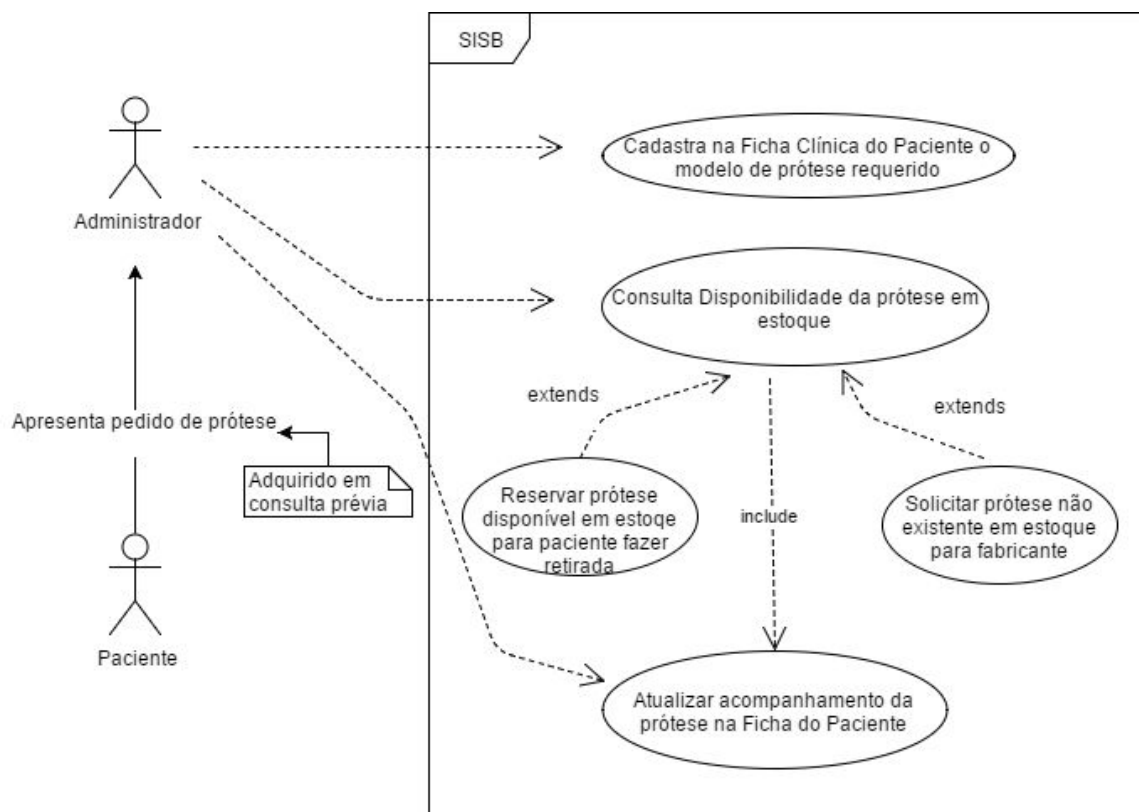 SISB
Cadastra na Ficha Clínica do Paciente o
modelo de prótese requerido
Administrador
Consulta Disponibilidade da prótese em
estoque
extends
extends
Apresenta pedido de prótese
Adquirido em
consulta prévia
Reservar prótese
disponível em estoqe
para paciente fazer
retirada
include
Solicitar prótese não
existente em estoque
para fabricante
Paciente
Atualizar acompanhamento da
prótese na Ficha do Paciente